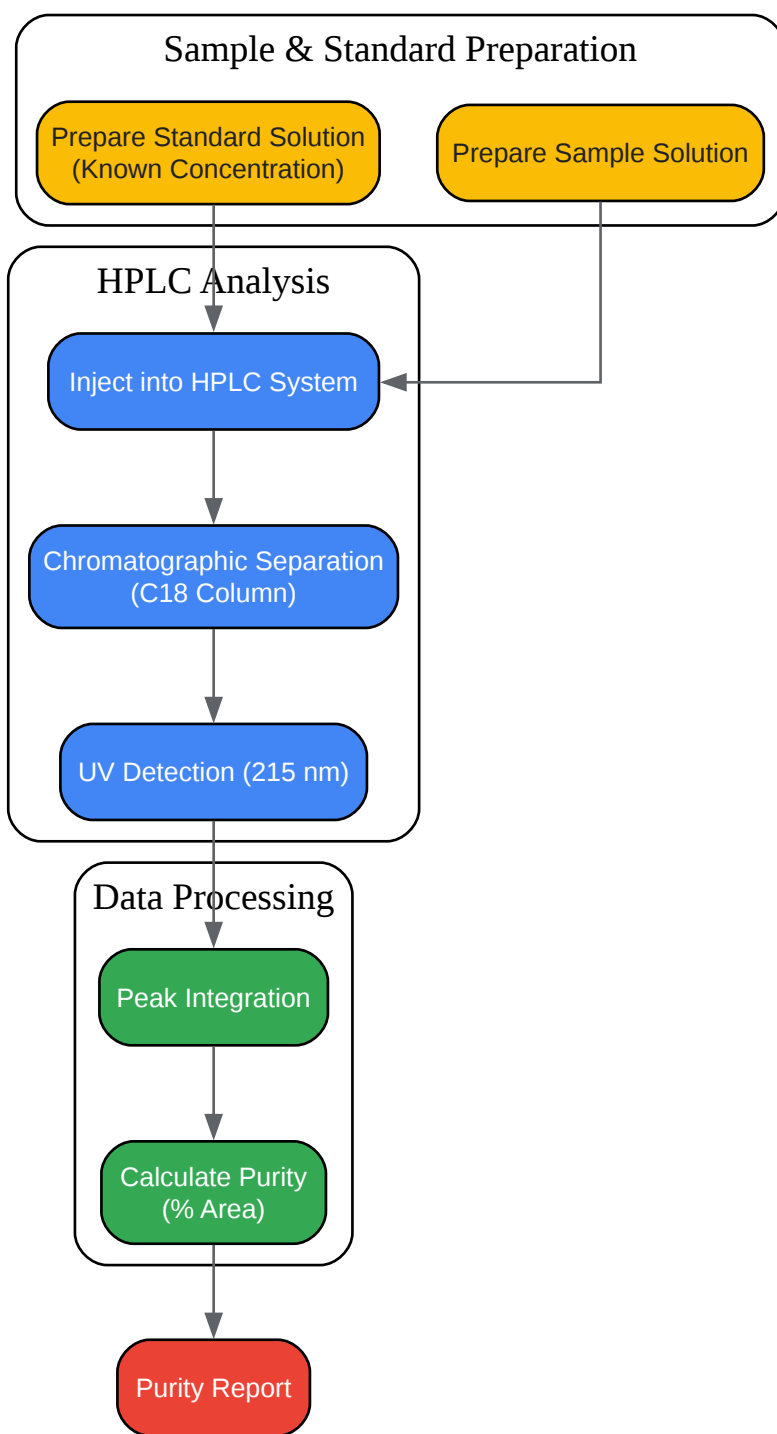 Sample & Standard Preparation
Prepare Standard Solution
(Known Concentration)
Prepare Sample Solution
HPLC Analysis
Inject into HPLC System
Chromatographic Separation
(C18 Column)
UV Detection (215 nm)
Data Processing
Peak Integration
Calculate Purity
(% Area)
Purity Report